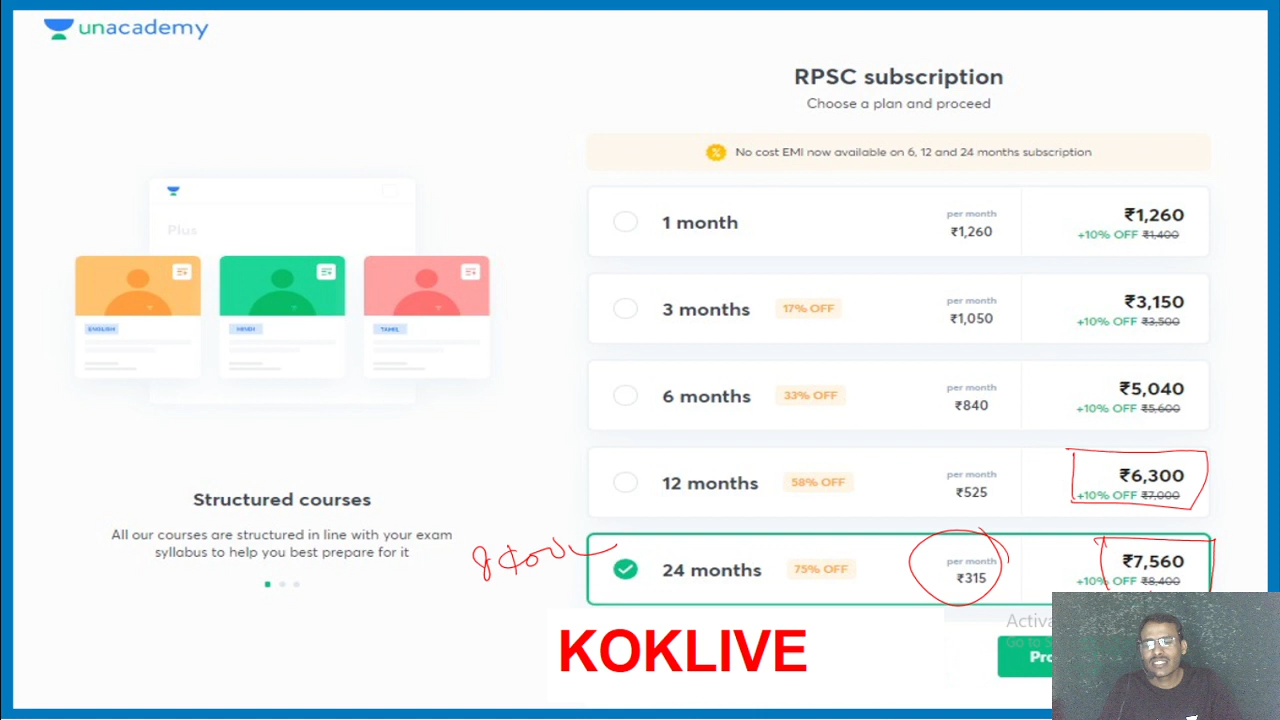 unacademy
RPSC subscription
Choose a plan and proceed
No cost EMI now available on 6, 12 and 24 months subscription
1 month per month ₹1,260 ₹1,260 +10% OFF ₹1,400
3 months 17% OFF per month ₹1,050 ₹3,150 +10% OFF ₹3,500
6 months 33% OFF per month ₹840 ₹5,040 +10% OFF ₹5,600
12 months 58% OFF per month ₹525 ₹6,300 +10% OFF ₹7,000
24 months 75% OFF per month ₹315 ₹7,560 +10% OFF ₹8,400
Plus
ENGLISH HINDI TAMIL
Structured courses
All our courses are structured in line with your exam
syllabus to help you best prepare for it
KOKLIVE